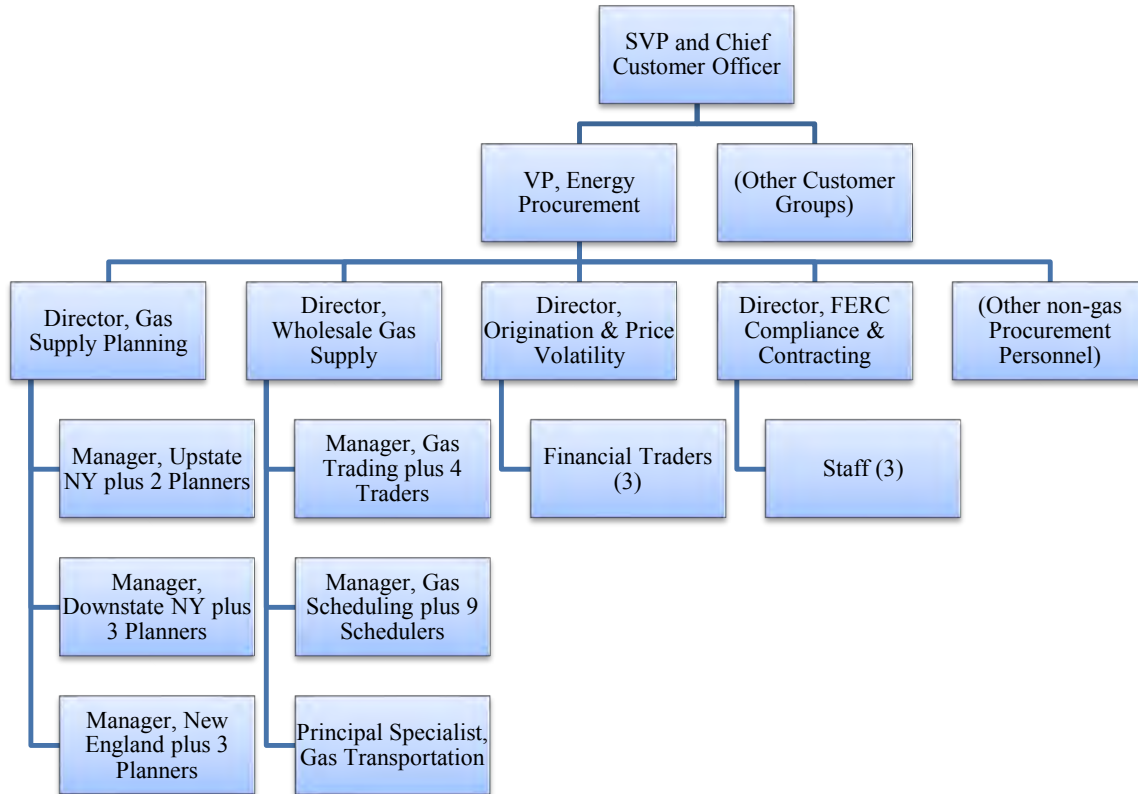 SVP and Chief
Customer Officer
VP, Energy
Procurement
(Other Customer
Groups)
Director, Gas
Supply Planning
Director,
Wholesale Gas
Supply
Director,
Origination & Price
Volatility
Director, FERC
Compliance &
Contracting
(Other non-gas
Procurement
Personnel)
Manager, Upstate
NY plus 2 Planners
Manager, Gas
Trading plus 4
Traders
Financial Traders
(3)
Staff (3)
Manager,
Downstate NY plus
3 Planners
Manager, Gas
Scheduling plus 9
Schedulers
Manager, New
England plus 3
Planners
Principal Specialist,
Gas Transportation